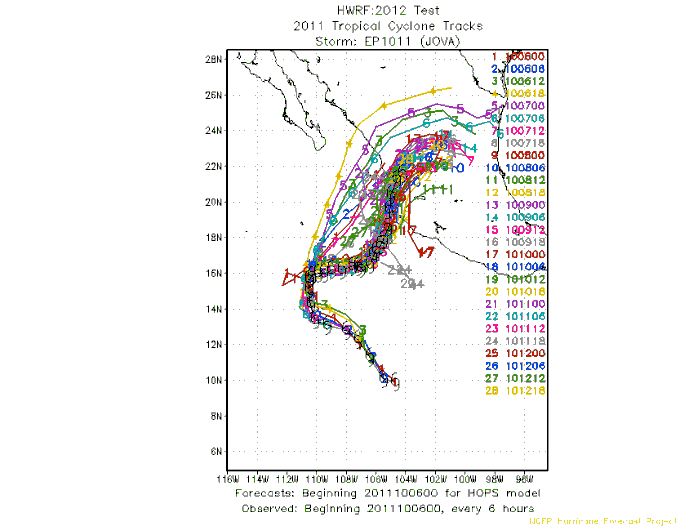 HWRF:2012 Test
2011 Tropical Cyclone Tracks
Storm: EP1011 (JOVA)
28N
26N
24N
22N
20N
18N
16N
14N
12N
10N
8N
6N
116W 114W 112W 110W 108W 106W 104W 102W 100W 98W 96W
1 100600
2 100606
3 100612
4 100618
5 100700
6 100706
7 100712
8 100718
9 100800
10 100806
11 100812
12 100818
13 100900
14 100906
15 100912
16 100918
17 101000
18 101006
19 101012
20 101018
21 101100
22 101106
23 101112
24 101118
25 101200
26 101206
27 101212
28 101218
Forecasts: Beginning 2011100600 for HOPS model
Observed: Beginning 2011100600, every 6 hours
NCEP Hurricane Forecast Project